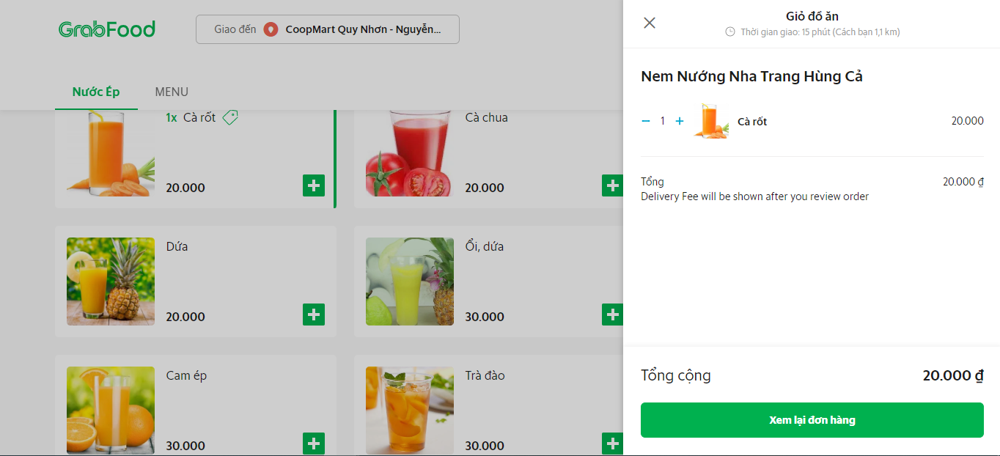 GrabFood
Giao đến CoopMart Quy Nhơn - Nguyễn...
Nước Ép MENU
1x Cà rốt
20.000
Cà chua
20.000
Dứa
20.000
Ổi, dứa
30.000
Cam ép
30.000
Trà đào
30.000
Giỏ đồ ăn
Thời gian giao: 15 phút (Cách bạn 1,1 km)
Nem Nướng Nha Trang Hùng Cả
1 Cà rốt 20.000
Tổng 20.000 ₫
Delivery Fee will be shown after you review order
Tổng cộng 20.000 ₫
Xem lại đơn hàng